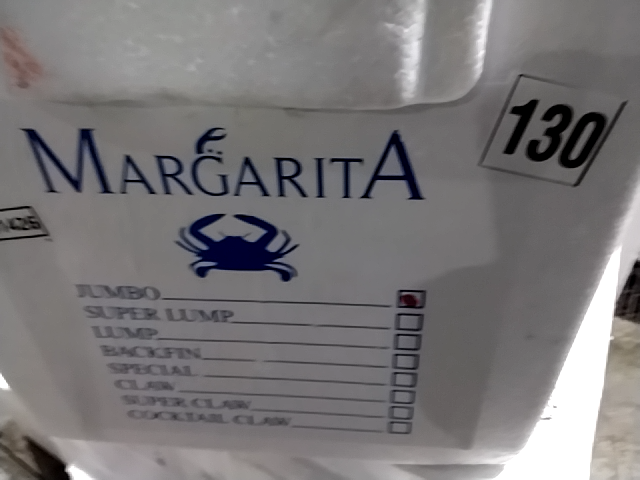 MARGARITA
130
JUMBO
SUPER LUMP
LUMP
BACKFIN
SPECIAL
CLAW
SUPER CLAW
COCKTAIL CLAW